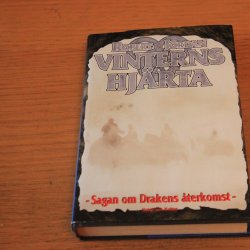 VINTERNS
HJÄRTA
- Sagan om Drakens återkomst -